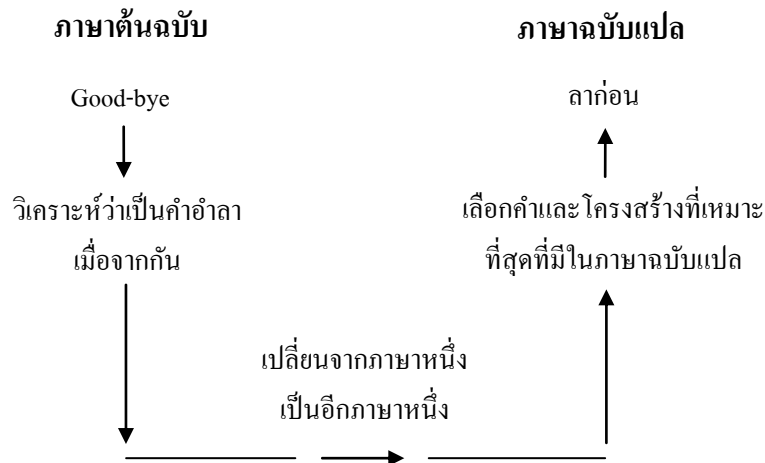 ภาษาต้นฉบับ
Good-bye
วิเคราะห์ว่าเป็นคำอำลา
เมื่อจากกัน
เปลี่ยนจากภาษาหนึ่ง
เป็นอีกภาษาหนึ่ง
ภาษาฉบับแปล
ลาก่อน
เลือกคำและโครงสร้างที่เหมาะ
ที่สุดที่มีในภาษาฉบับแปล